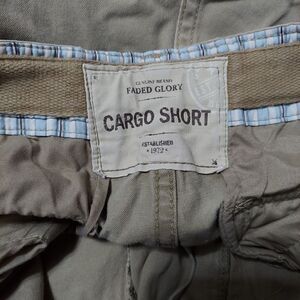 GENUINE BRAND
FADED GLORY
CARGO SHORT
ESTABLISHED
• 1972 •